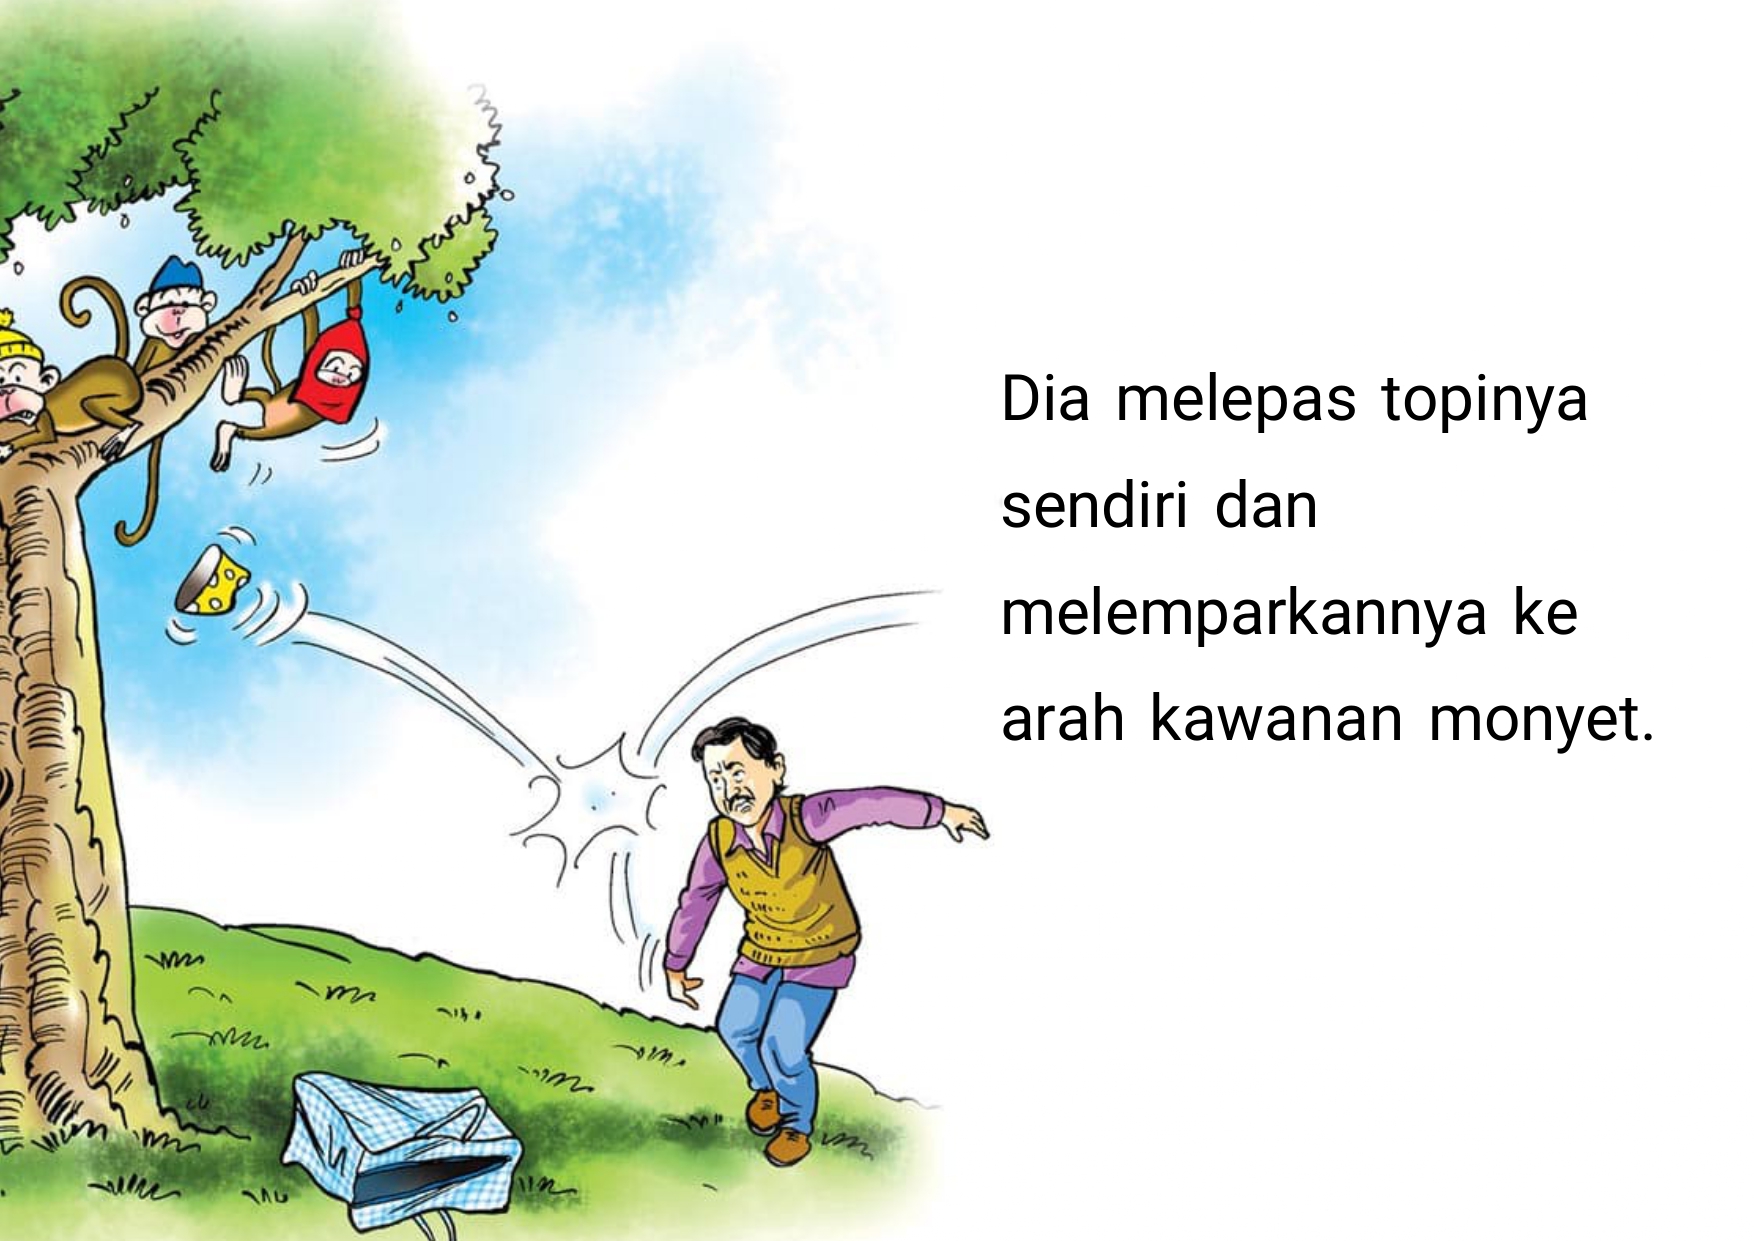 Dia melepas topinya
sendiri dan
melemparkannya ke
arah kawanan monyet.